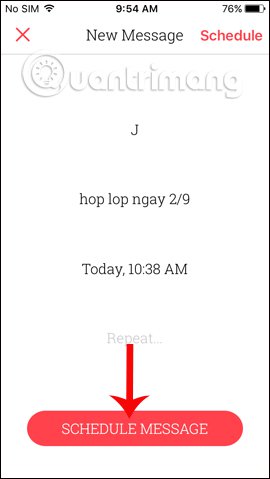 No SIM 9:54 AM 76%
New Message Schedule
Quantrimang
J
hop lop ngay 2/9
Today, 10:38 AM
Repeat...
SCHEDULE MESSAGE